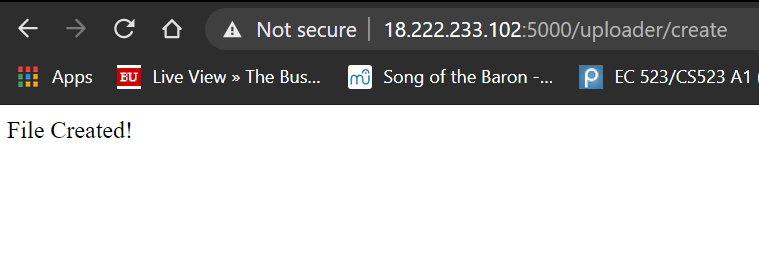 Not secure | 18.222.233.102:5000/uploader/create
Apps BU Live View » The Bus... Song of the Baron -... EC 523/CS523 A1 (
File Created!